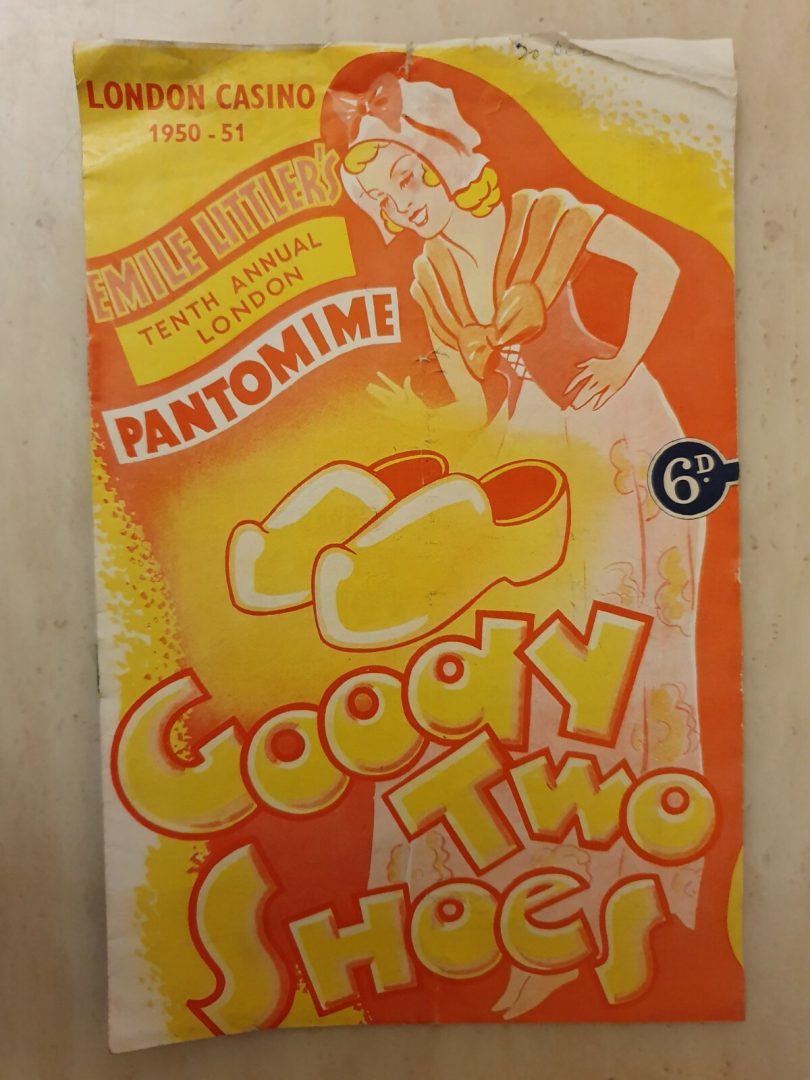 LONDON CASINO
1950 - 51
EMILE LITTLER'S
TENTH ANNUAL
LONDON
PANTOMIME
6D.
GOODY
TWO
SHOES